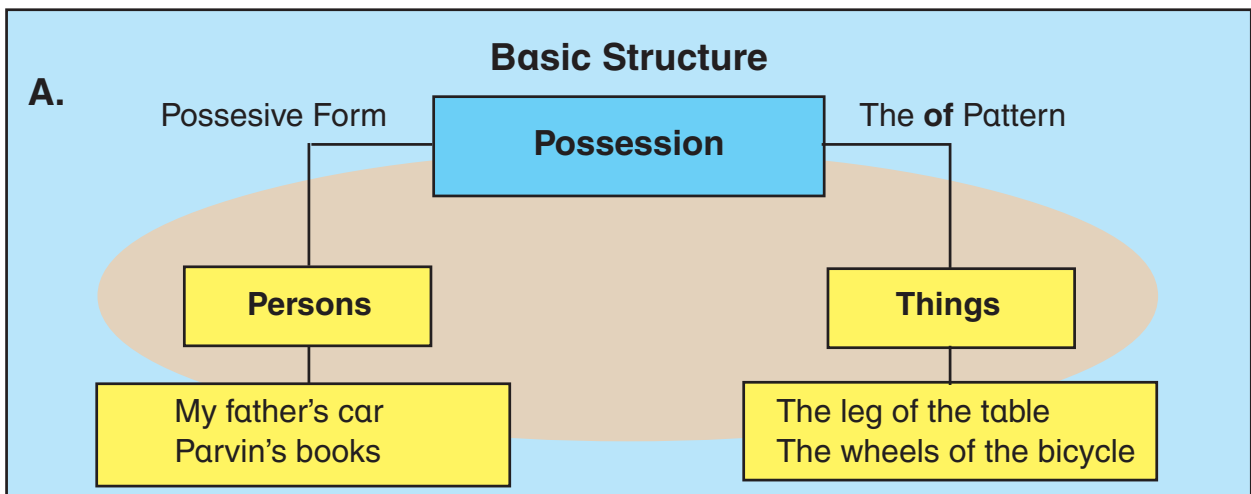 Basic Structure
A.
Possesive Form
Possession
The of Pattern
Persons
Things
My father's car
Parvin's books
The leg of the table
The wheels of the bicycle